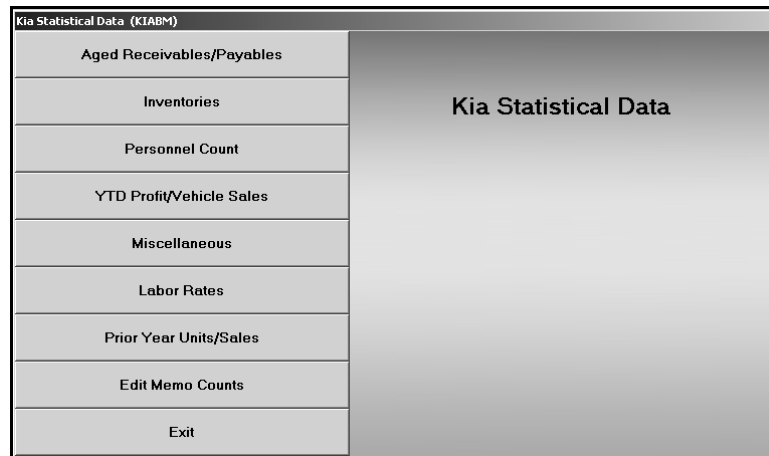 Kia Statistical Data (KIABM)
Aged Receivables/Payables
Inventories
Personnel Count
YTD Profit/Vehicle Sales
Miscellaneous
Labor Rates
Prior Year Units/Sales
Edit Memo Counts
Exit
Kia Statistical Data